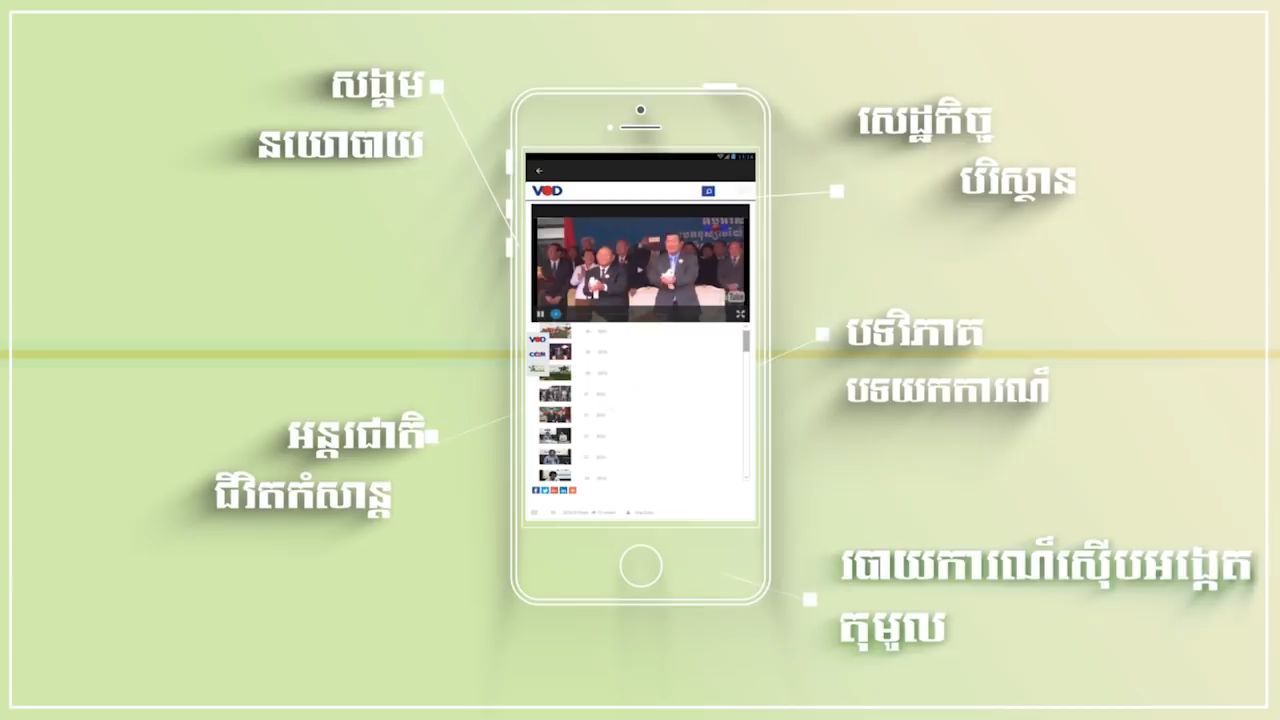 សង្គម
នយោបាយ
សេដ្ឋកិច្ច
បរិស្ថាន
VOD
បទវិភាគ
បទយកការណ៍
អន្តរជាតិ
ជីវិតកំសាន្ត
របាយការណ៍ស៊ើបអង្កេត
តុមូល